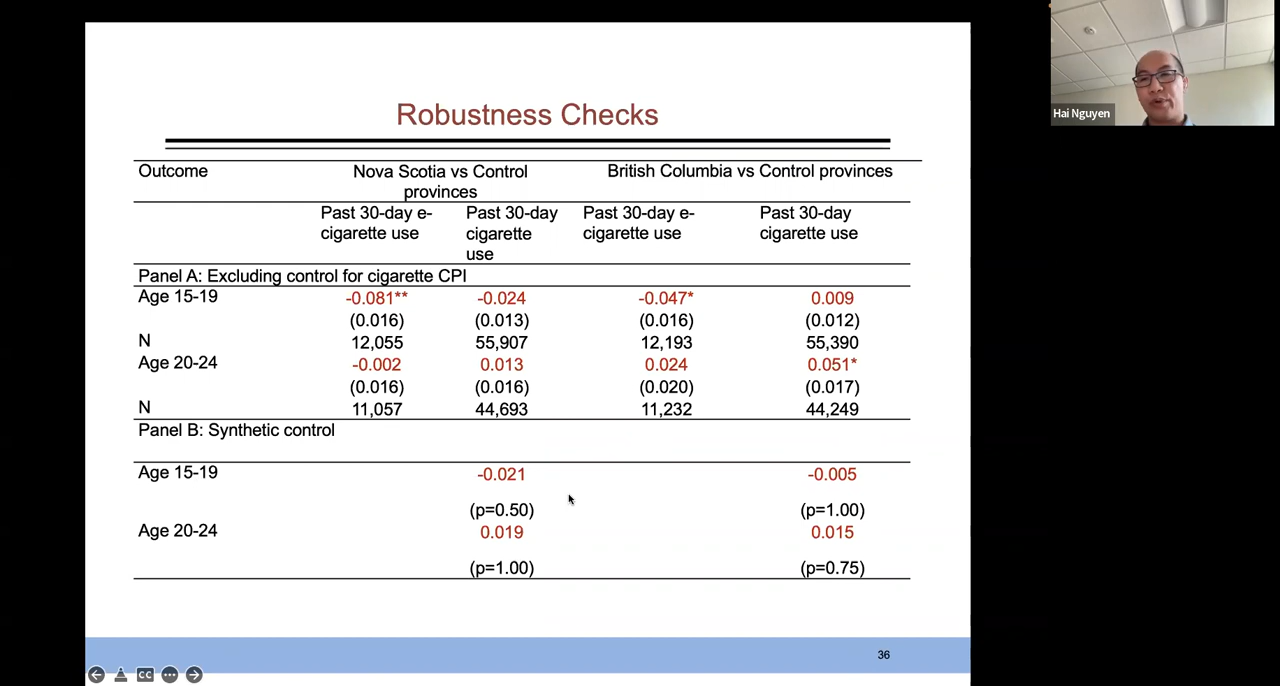 Robustness Checks
Hai Nguyen
Outcome Nova Scotia vs Control British Columbia vs Control provinces
provinces
Past 30-day e- Past 30-day Past 30-day e- Past 30-day
cigarette use cigarette cigarette use cigarette use
use
Panel A: Excluding control for cigarette CPI
Age 15-19 -0.081** -0.024 -0.047* 0.009
(0.016) (0.013) (0.016) (0.012)
N 12,055 55,907 12,193 55,390
Age 20-24 -0.002 0.013 0.024 0.051*
(0.016) (0.016) (0.020) (0.017)
N 11,057 44,693 11,232 44,249
Panel B: Synthetic control
Age 15-19 -0.021 -0.005
(p=0.50) (p=1.00)
Age 20-24 0.019 0.015
(p=1.00) (p=0.75)
36
CC